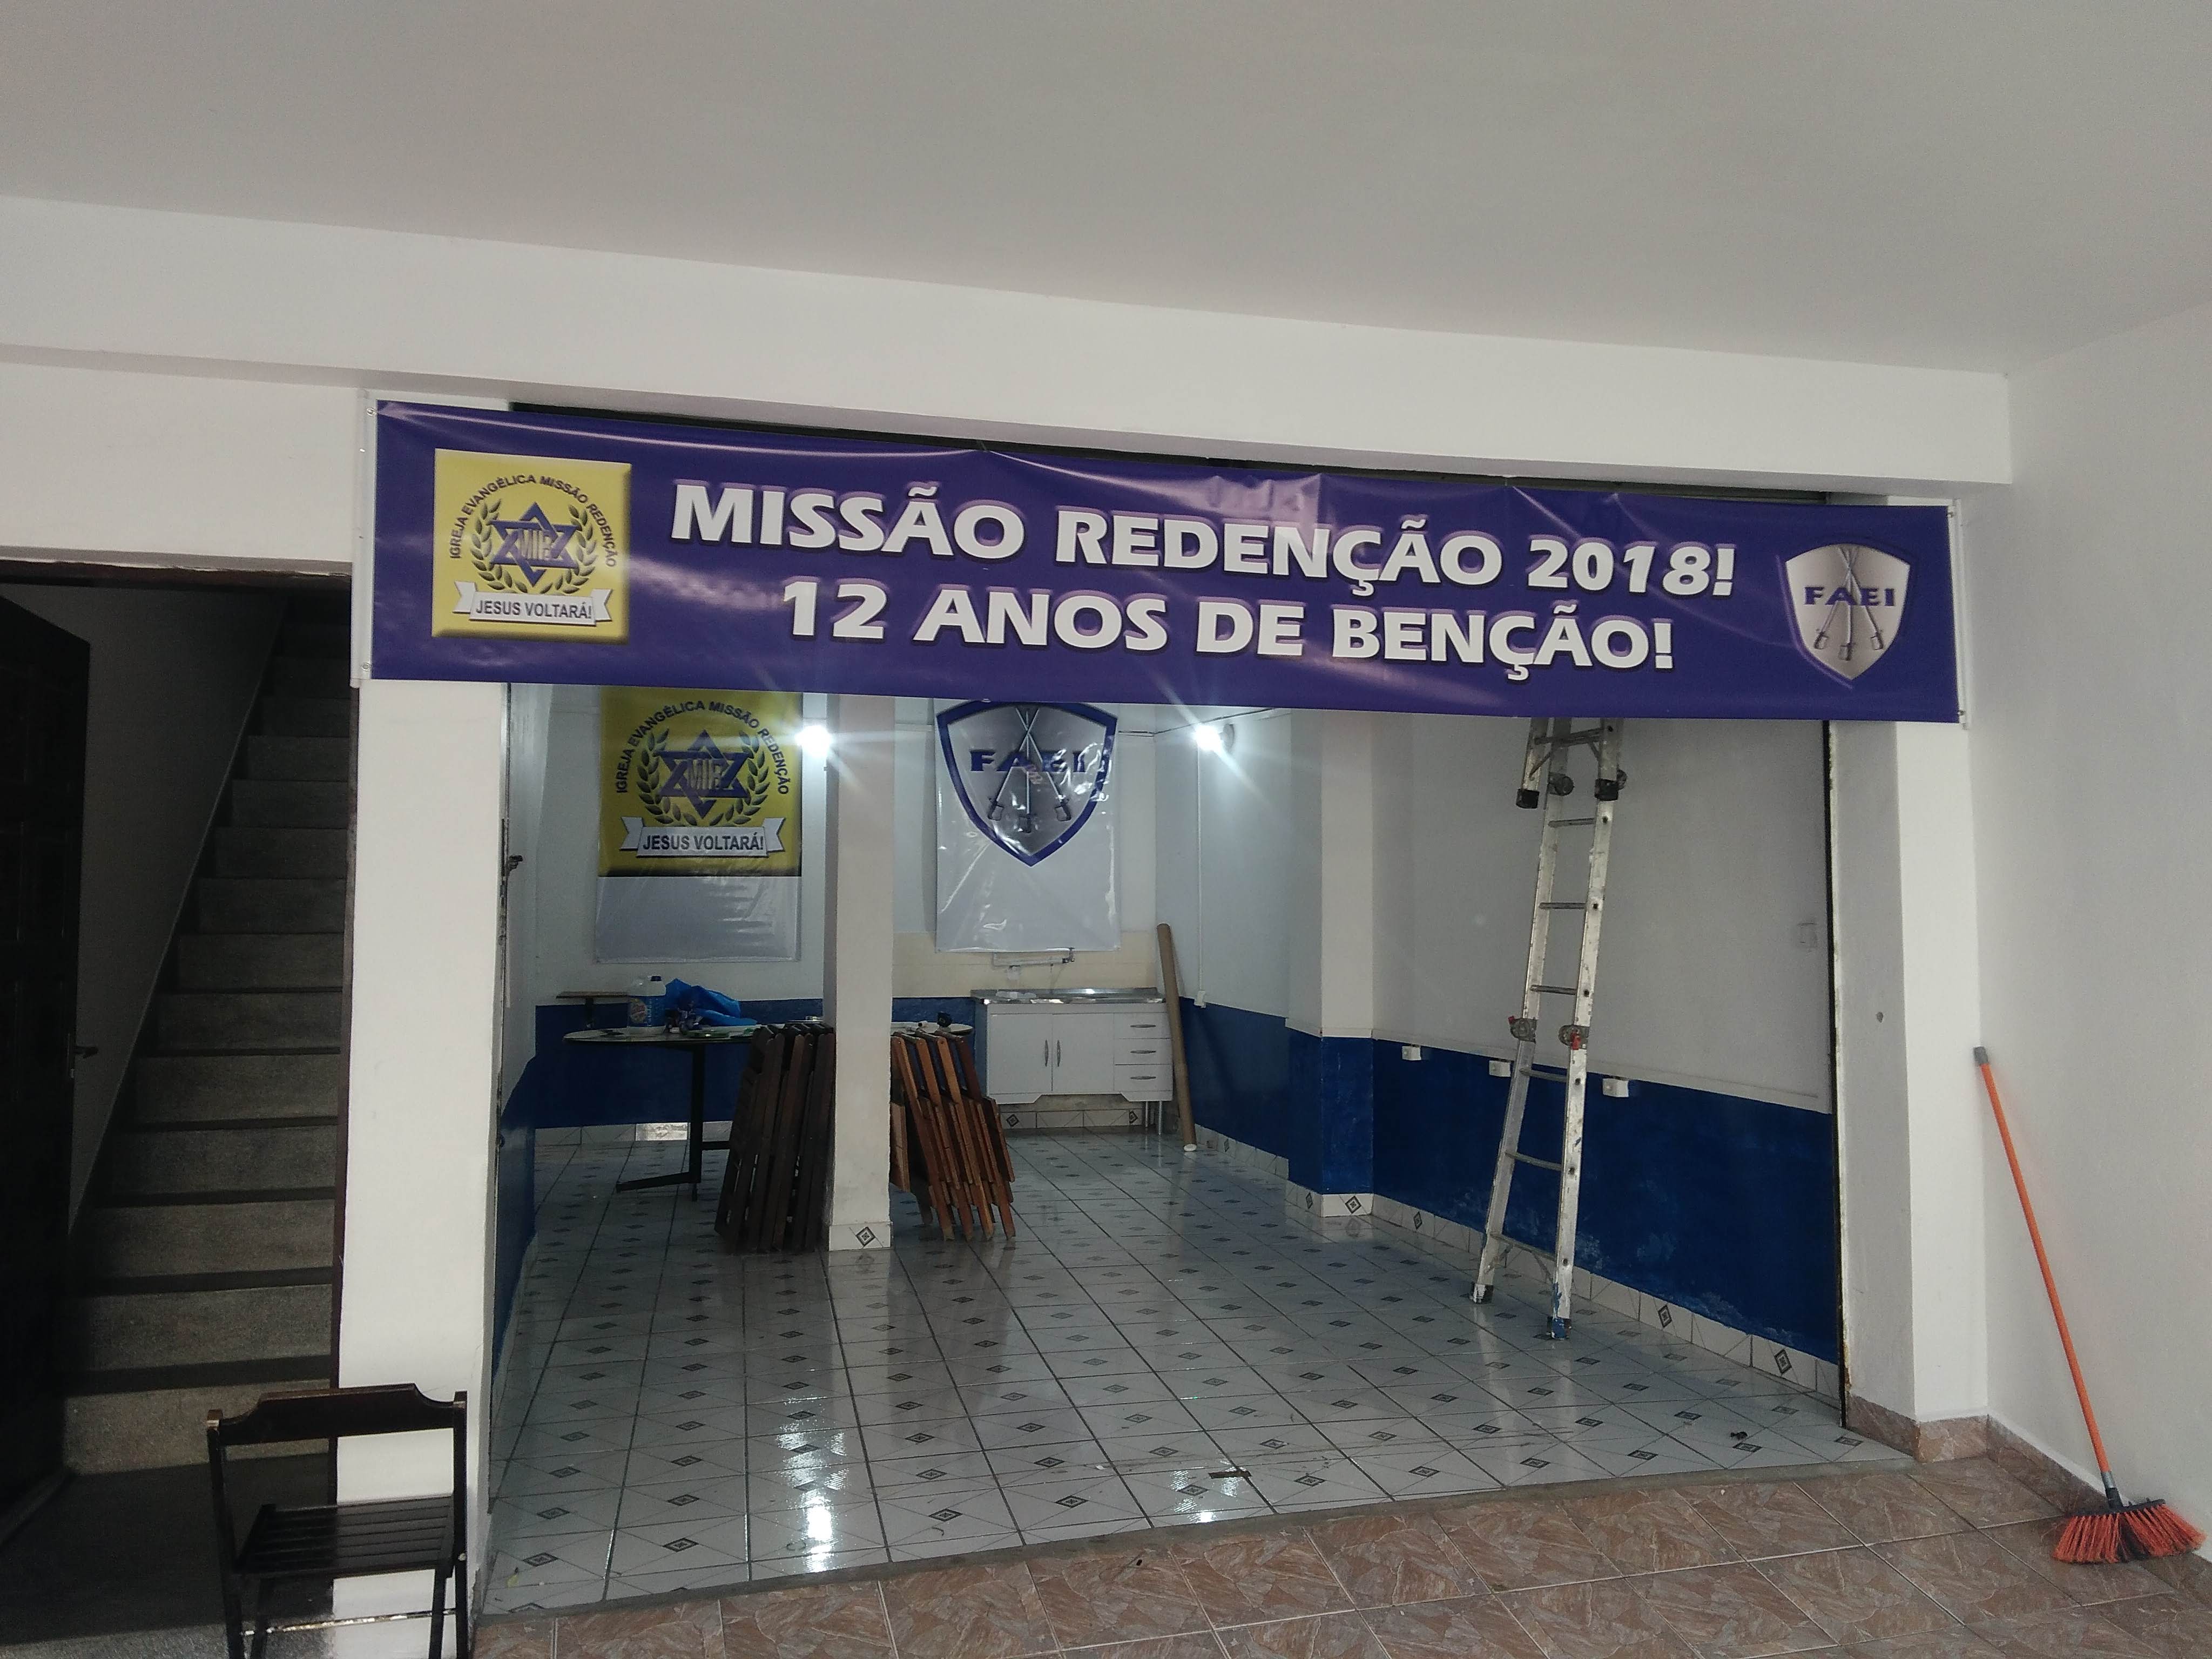 IGREJA EVANGÉLICA MISSÃO REDENÇÃO
JESUS VOLTARÁ!
MISSÃO REDENÇÃO 2018!
12 ANOS DE BENÇÃO!
FAEI
IGREJA EVANGÉLICA MISSÃO REDENÇÃO
JESUS VOLTARÁ!
FAEI